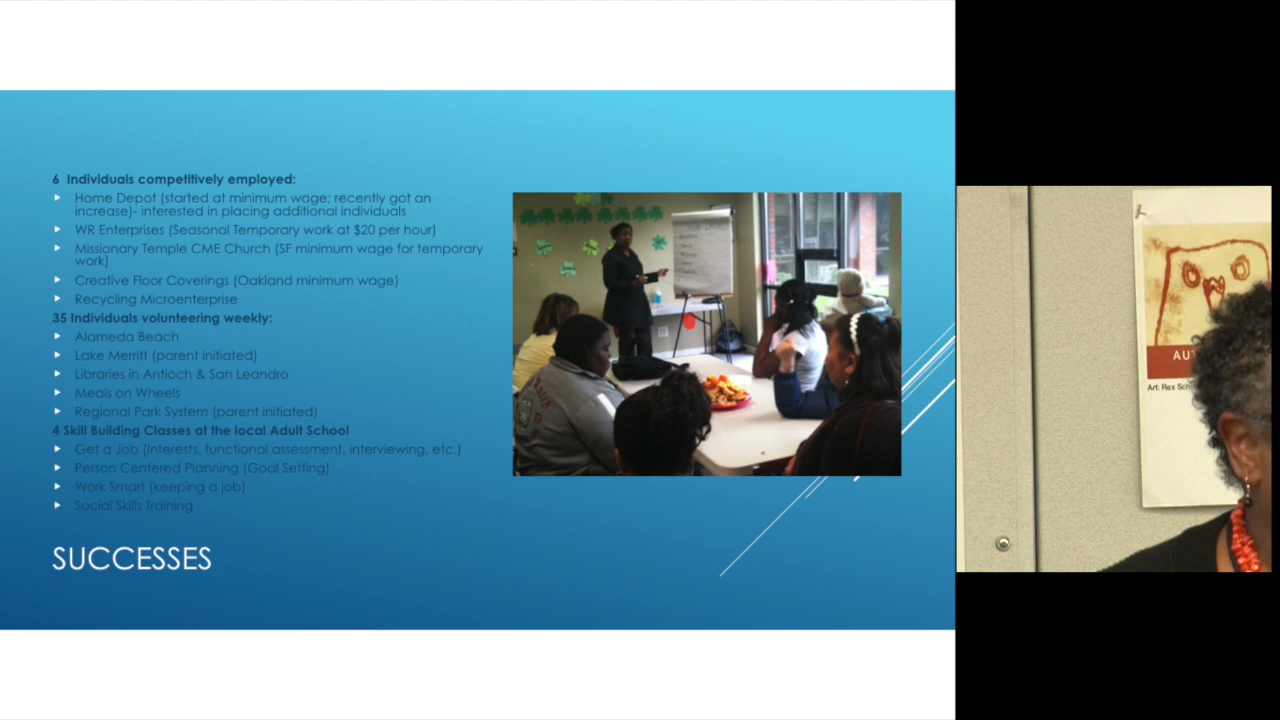 6 Individuals competitively employed:
Home Depot (started at minimum wage; recently got an
increase)- interested in placing additional individuals
WR Enterprises (Seasonal Temporary work at $20 per hour)
Missionary Temple CME Church (SF minimum wage for temporary
work)
Creative Floor Coverings (Oakland minimum wage)
Recycling Microenterprise
35 Individuals volunteering weekly:
Alameda Beach
Lake Merritt (parent initiated)
Libraries in Antioch & San Leandro
Meals on Wheels
Regional Park System (parent initiated)
4 Skill Building Classes at the local Adult School
Get a Job (Interests, functional assessment, interviewing, etc.)
Person Centered Planning (Goal Setting)
Work Smart (keeping a job)
Social Skills Training
SUCCESSES
AU
Art: Rex Sch